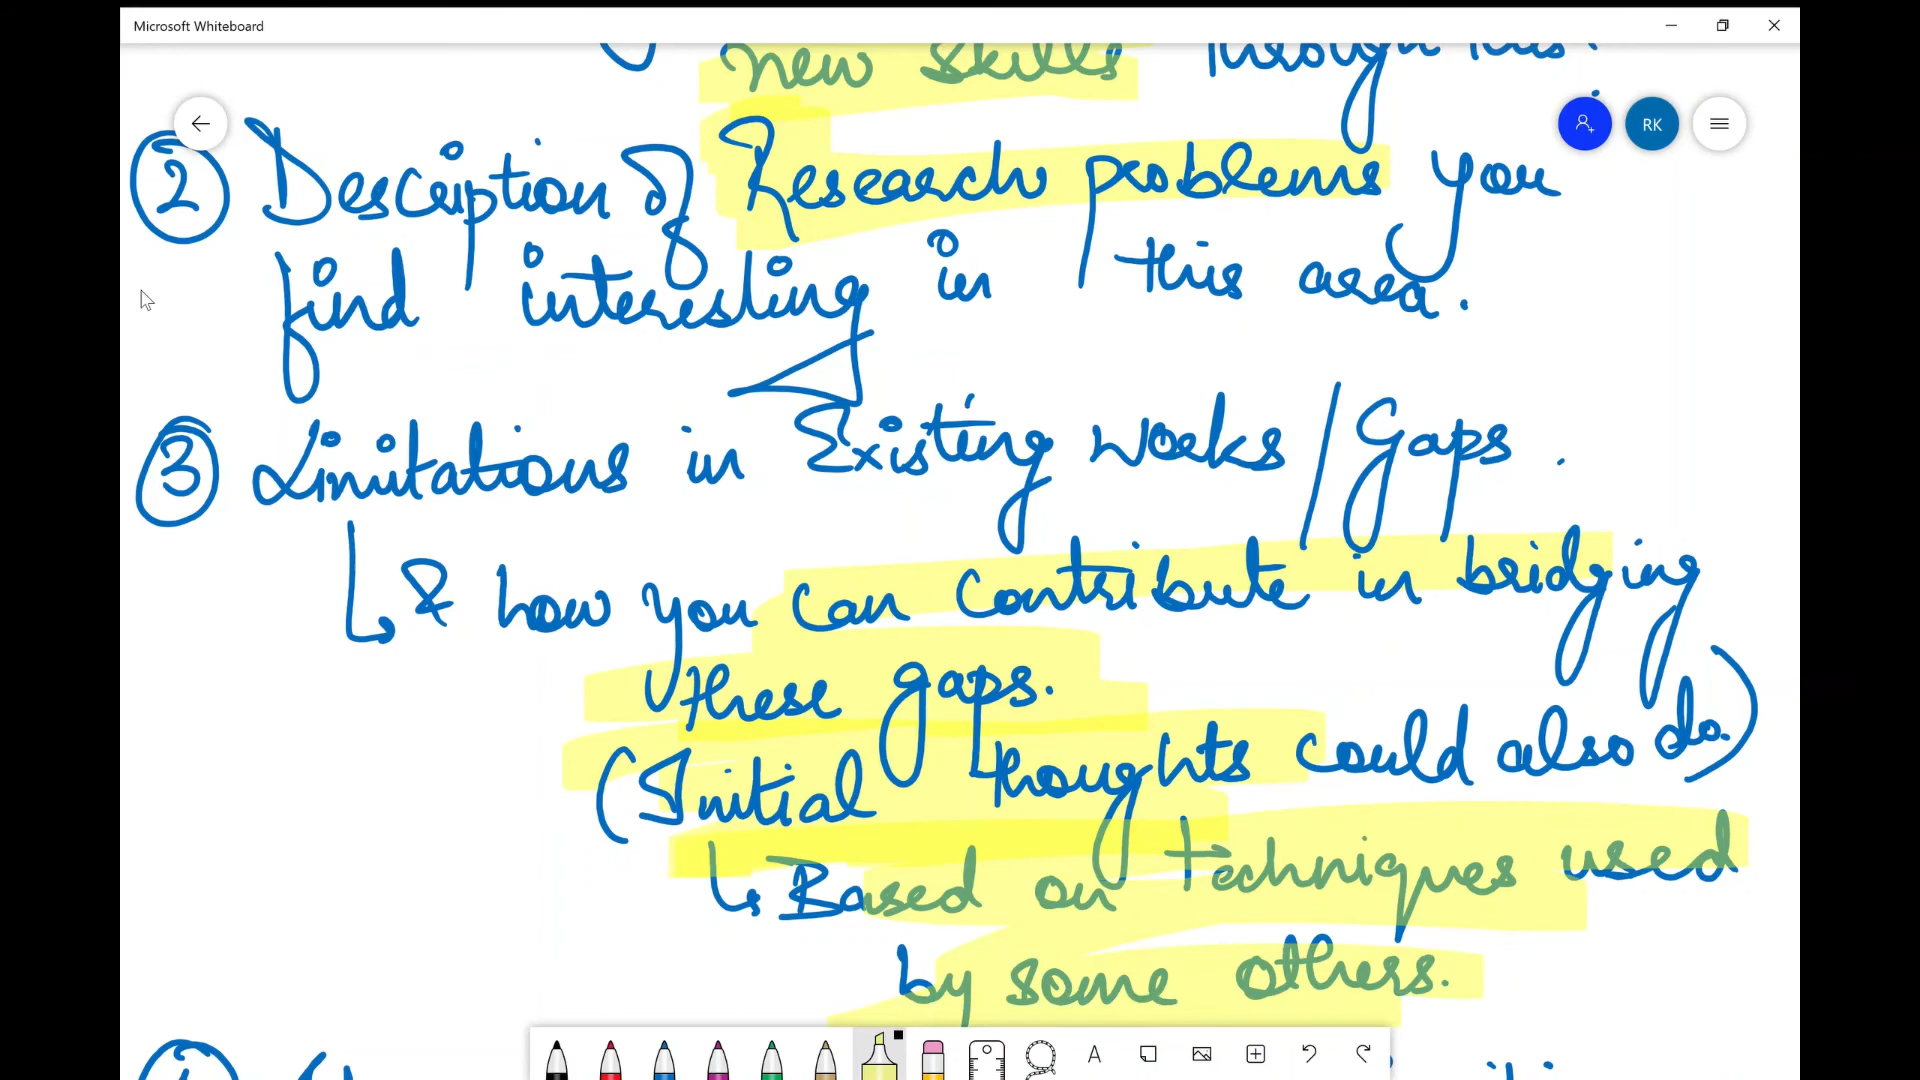 Microsoft Whiteboard
new skills through this.
RK
2 Description of Research problems you
find interesting in this area.
3 Limitations in Existing works/Gaps.
& how you can contribute in bridging
these gaps.
(Initial thoughts could also do.)
Based on techniques used
by some others.
A